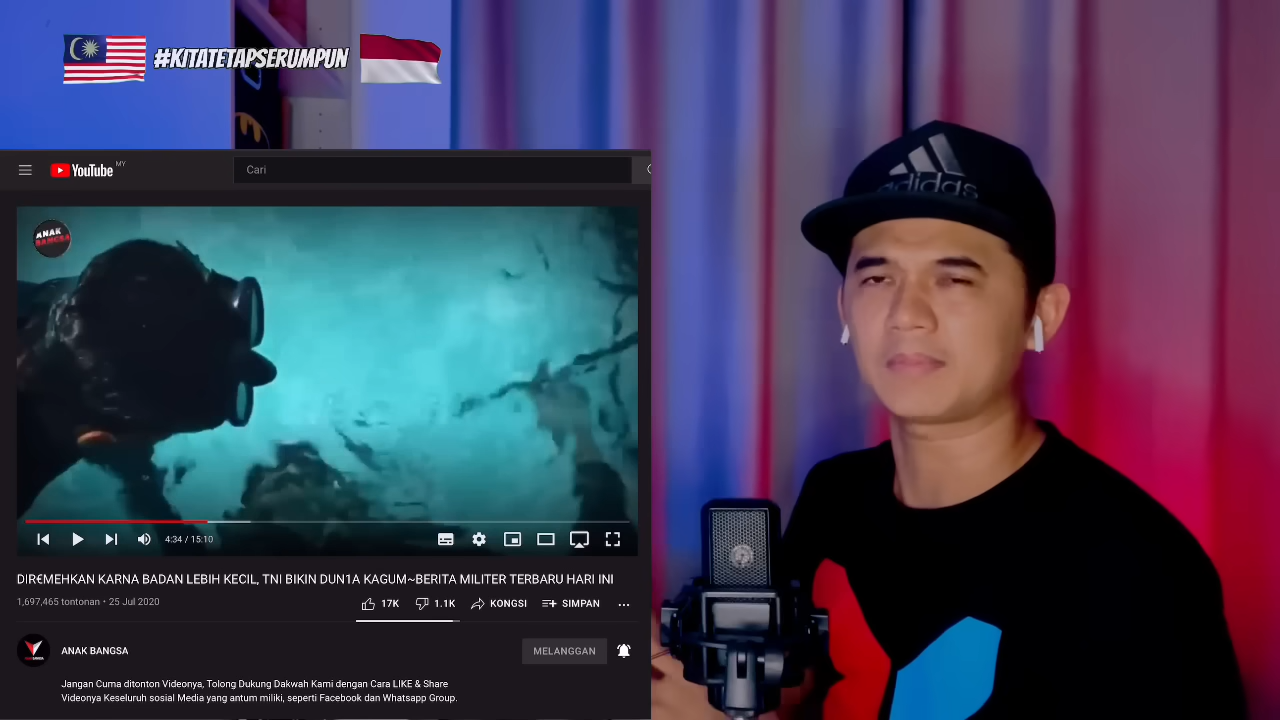 #KITATETAPSERUMPUN
YouTube MY
Cari
adidas
ANAK BANGSA
4:34 / 15:10
DIR€MEHKAN KARNA BADAN LEBIH KECIL, TNI BIKIN DUN1A KAGUM~BERITA MILITER TERBARU HARI INI
1,697,465 tontonan • 25 Jul 2020
17K
1.1K
KONGSI
SIMPAN
ANAK BANGSA
MELANGGAN
Jangan Cuma ditonton Videonya, Tolong Dukung Dakwah Kami dengan Cara LIKE & Share
Videonya Keseluruh sosial Media yang antum miliki, seperti Facebook dan Whatsapp Group.